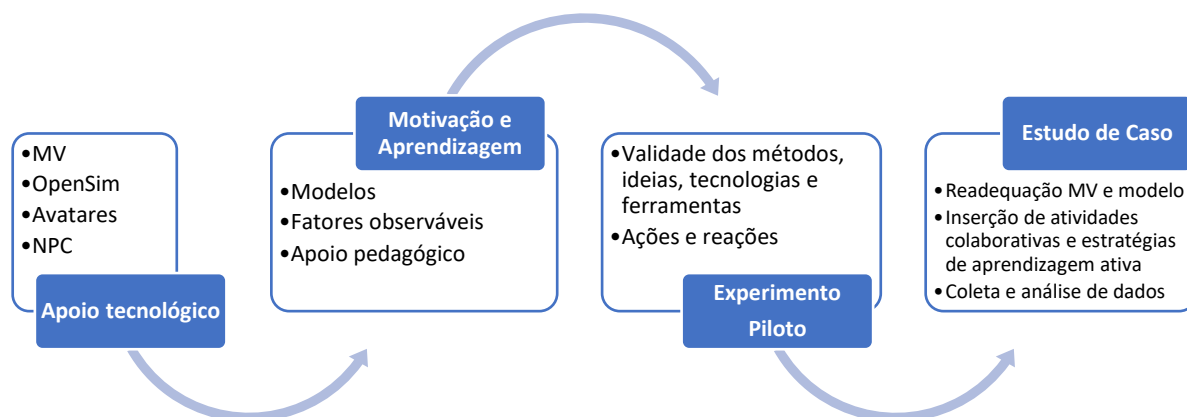 •MV
•OpenSim
•Avatares
•NPC
Apoio tecnológico
Motivação e
Aprendizagem
•Modelos
•Fatores observáveis
•Apoio pedagógico
•Validade dos métodos,
ideias, tecnologias e
ferramentas
•Ações e reações
Experimento
Piloto
Estudo de Caso
•Readequação MV e modelo
•Inserção de atividades
colaborativas e estratégias
de aprendizagem ativa
•Coleta e análise de dados